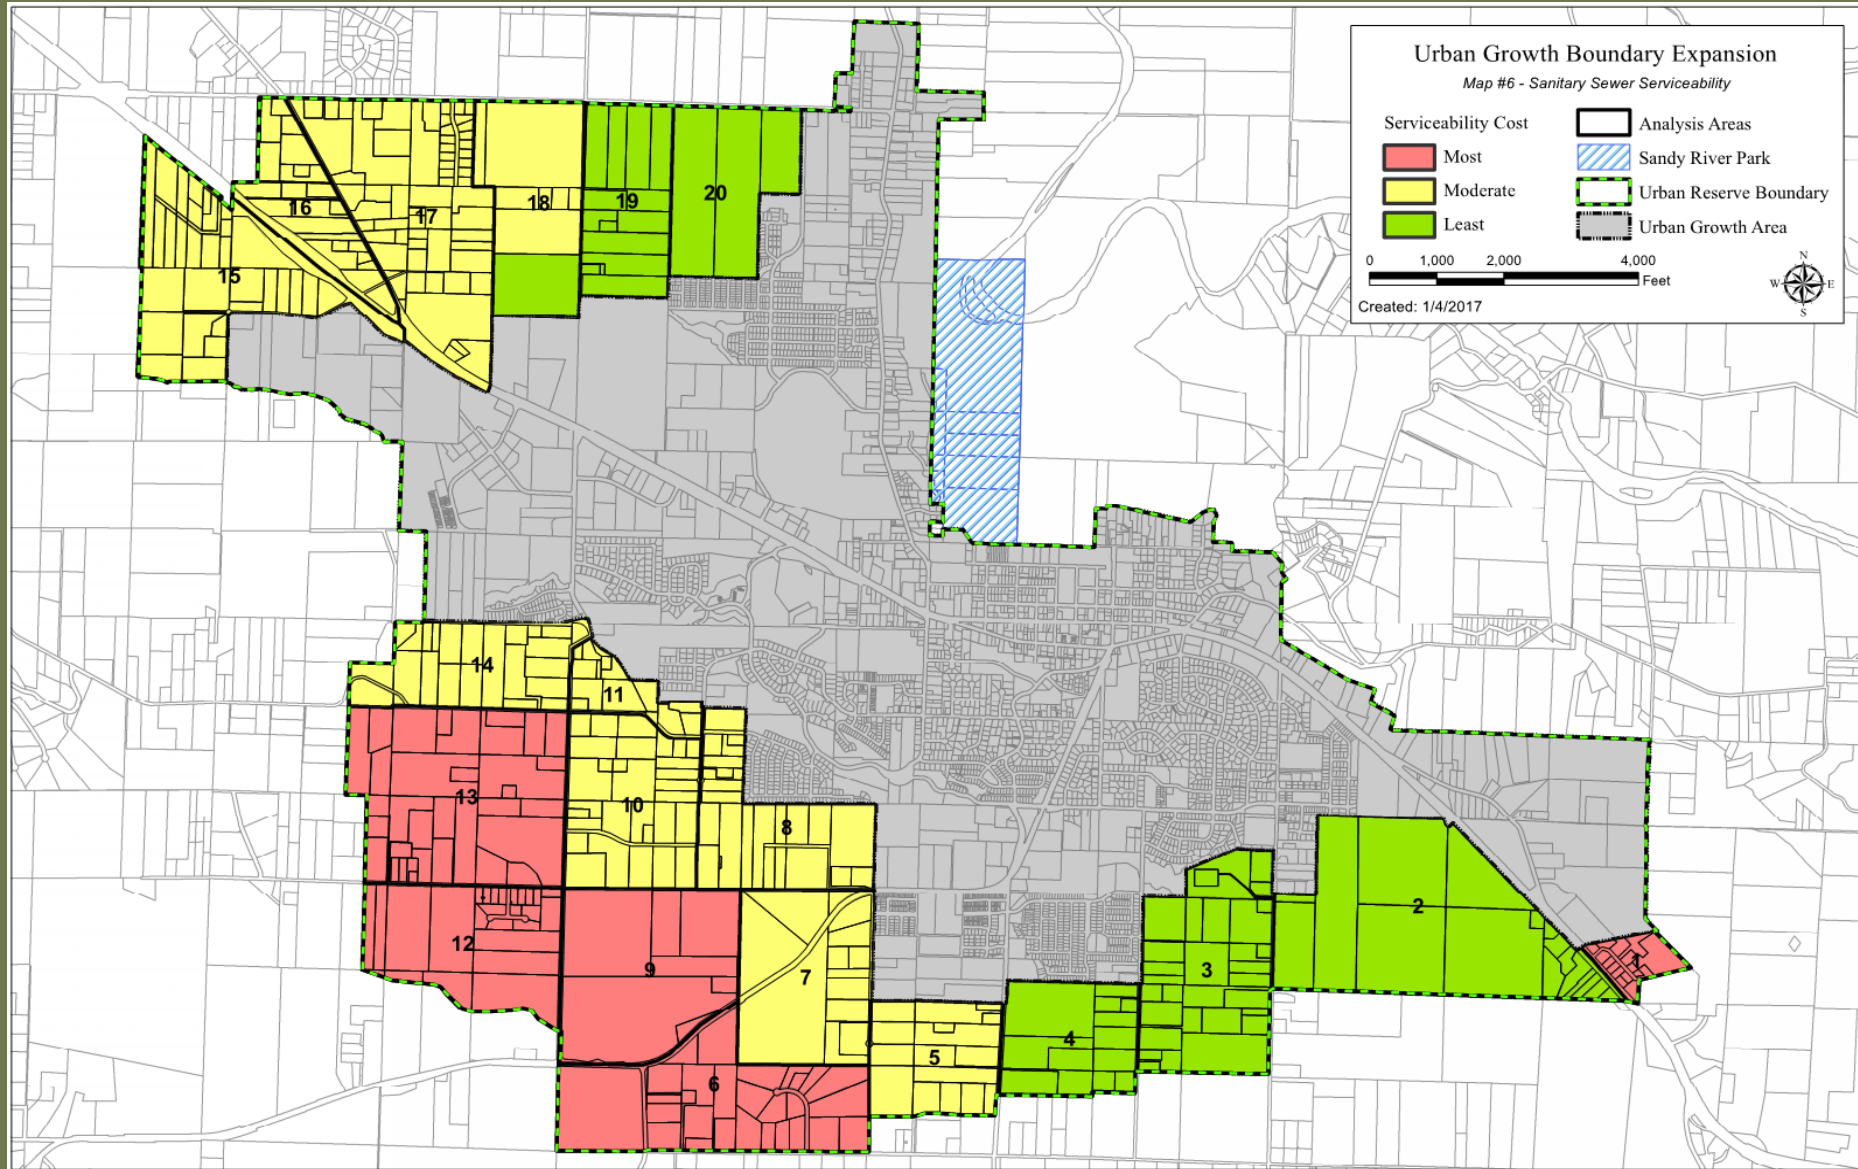 Urban Growth Boundary Expansion
Map #6 - Sanitary Sewer Serviceability
Serviceability Cost
Most
Moderate
Least
Analysis Areas
Sandy River Park
Urban Reserve Boundary
Urban Growth Area
0 1,000 2,000 4,000
Feet
Created: 1/4/2017
N
W E
S
20
19
18
16
17
15
14
11
13
10
8
2
12
9
7
3
1
4
5
6